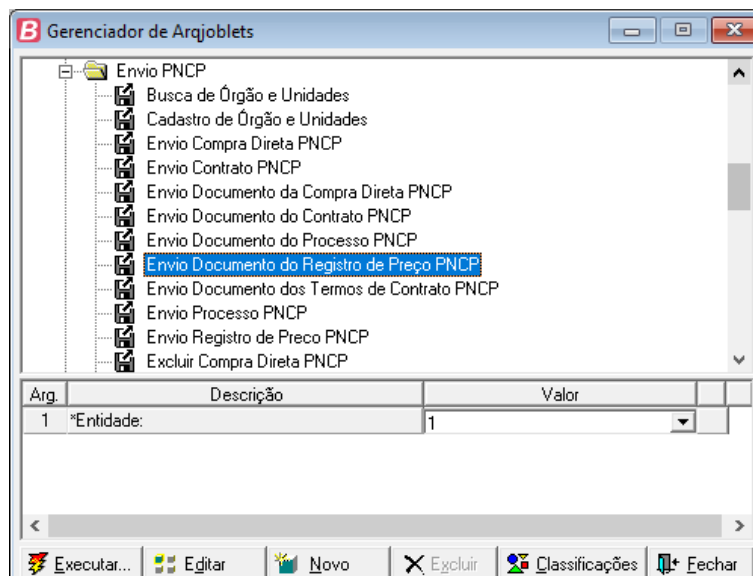 B Gerenciador de Arqjoblets
Envio PNCP
Busca de Órgão e Unidades
Cadastro de Órgão e Unidades
Envio Compra Direta PNCP
Envio Contrato PNCP
Envio Documento da Compra Direta PNCP
Envio Documento do Contrato PNCP
Envio Documento do Processo PNCP
Envio Documento do Registro de Preço PNCP
Envio Documento dos Termos de Contrato PNCP
Envio Processo PNCP
Envio Registro de Preco PNCP
Excluir Compra Direta PNCP
Arg. Descrição Valor
1 *Entidade: 1
Executar... Editar Novo Excluir Classificações Fechar